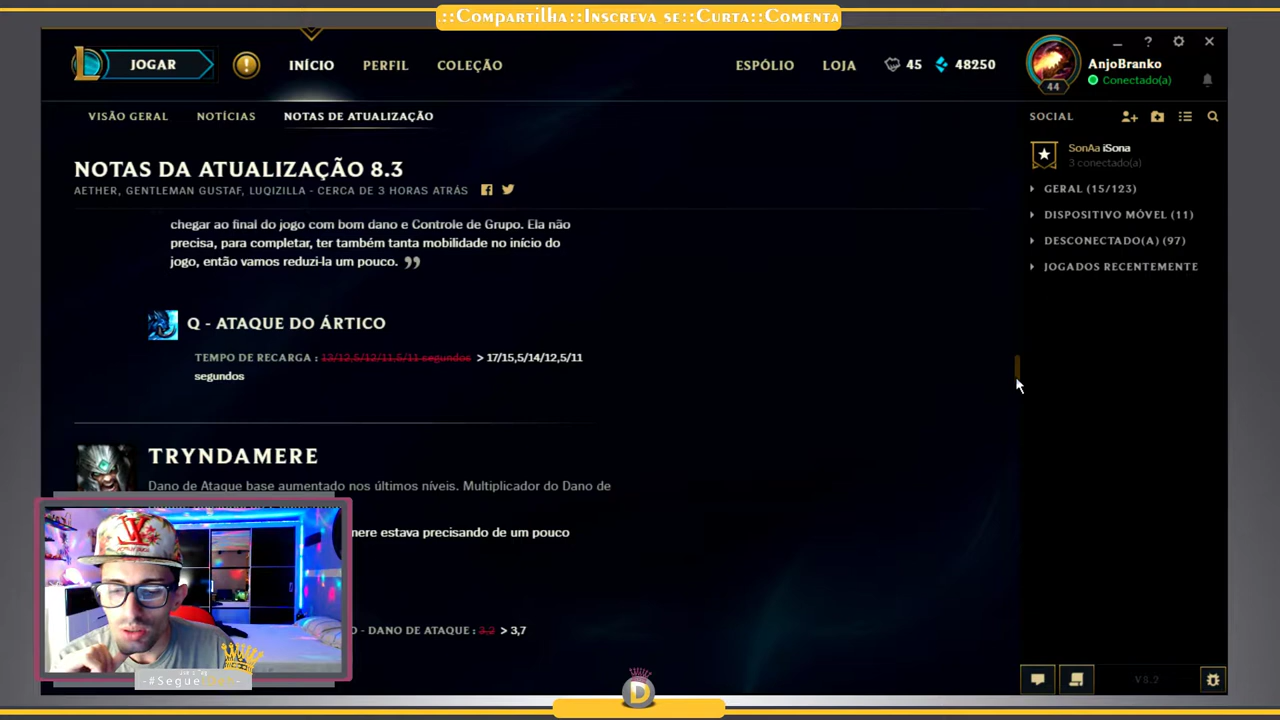 ::Compartilha::Inscreva se::Curta::Comenta
JOGAR
INÍCIO
PERFIL
COLEÇÃO
ESPÓLIO
LOJA
45
48250
AnjoBranko
Conectado(a)
44
VISÃO GERAL
NOTÍCIAS
NOTAS DE ATUALIZAÇÃO
SOCIAL
NOTAS DA ATUALIZAÇÃO 8.3
AETHER, GENTLEMAN GUSTAF, LUQIZILLA - CERCA DE 3 HORAS ATRÁS
SonAa iSona
3 conectado(a)
GERAL (15/123)
DISPOSITIVO MÓVEL (11)
DESCONECTADO(A) (97)
JOGADOS RECENTEMENTE
chegar ao final do jogo com bom dano e Controle de Grupo. Ela não
precisa, para completar, ter também tanta mobilidade no início do
jogo, então vamos reduzi-la um pouco.
Q - ATAQUE DO ÁRTICO
TEMPO DE RECARGA : 13/12,5/12/11,5/11 segundos > 17/15,5/14/12,5/11
segundos
TRYNDAMERE
Dano de Ataque base aumentado nos últimos níveis. Multiplicador do Dano de
mere estava precisando de um pouco
O - DANO DE ATAQUE : 3,2 > 3,7
-#Segue
D